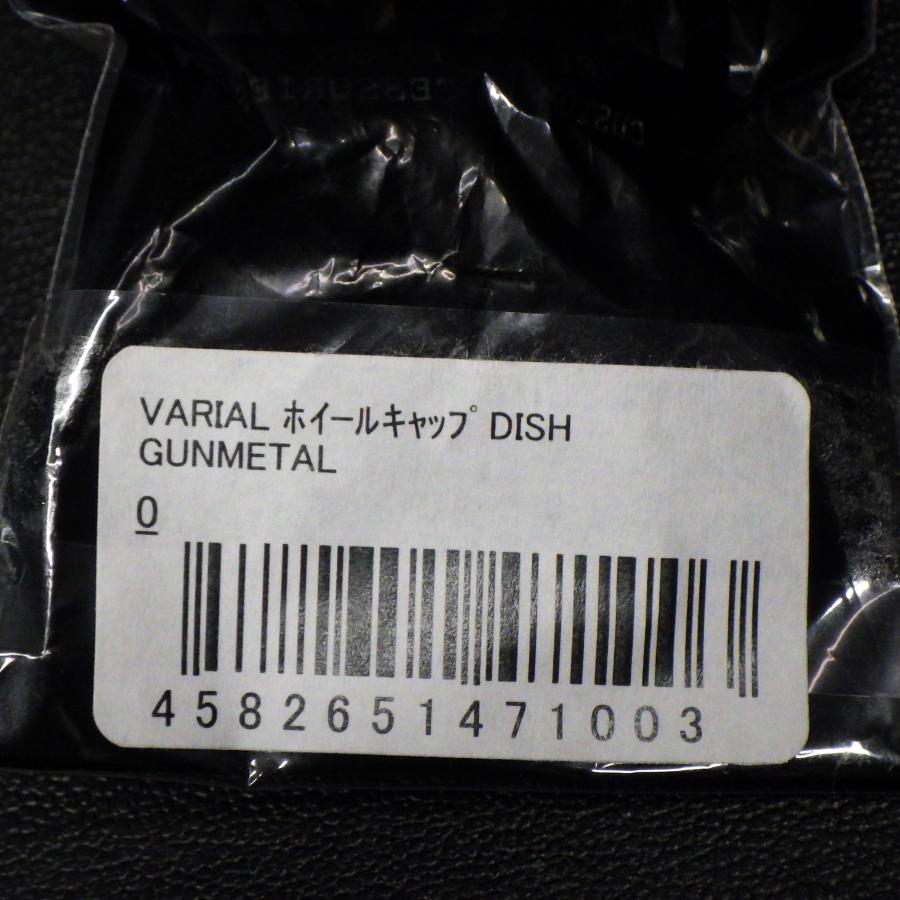 VARIAL ﾎｲｰﾙｷｬｯﾌﾟ DISH
GUNMETAL
0
4582651471003